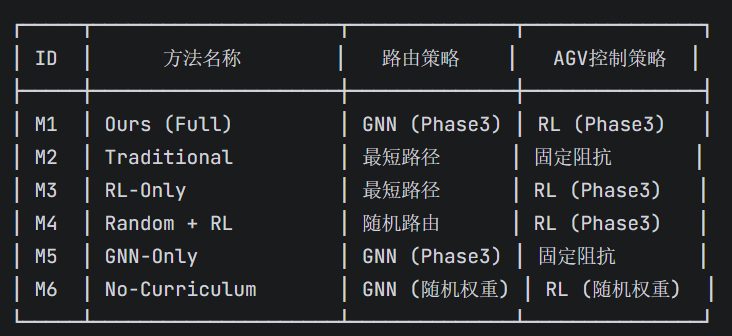 ID 方法名称 路由策略 AGV控制策略
M1 Ours (Full) GNN (Phase3) RL (Phase3)
M2 Traditional 最短路径 固定阻抗
M3 RL-Only 最短路径 RL (Phase3)
M4 Random + RL 随机路由 RL (Phase3)
M5 GNN-Only GNN (Phase3) 固定阻抗
M6 No-Curriculum GNN (随机权重) RL (随机权重)